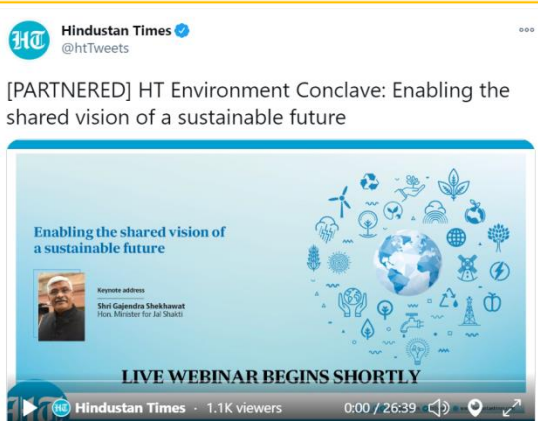 HT
Hindustan Times
@htTweets
[PARTNERED] HT Environment Conclave: Enabling the
shared vision of a sustainable future
Enabling the shared vision of
a sustainable future
Keynote address
Shri Gajendra Shekhawat
Hon. Minister for Jal Shakti
LIVE WEBINAR BEGINS SHORTLY
HT Hindustan Times · 1.1K viewers 0:00 / 26:39